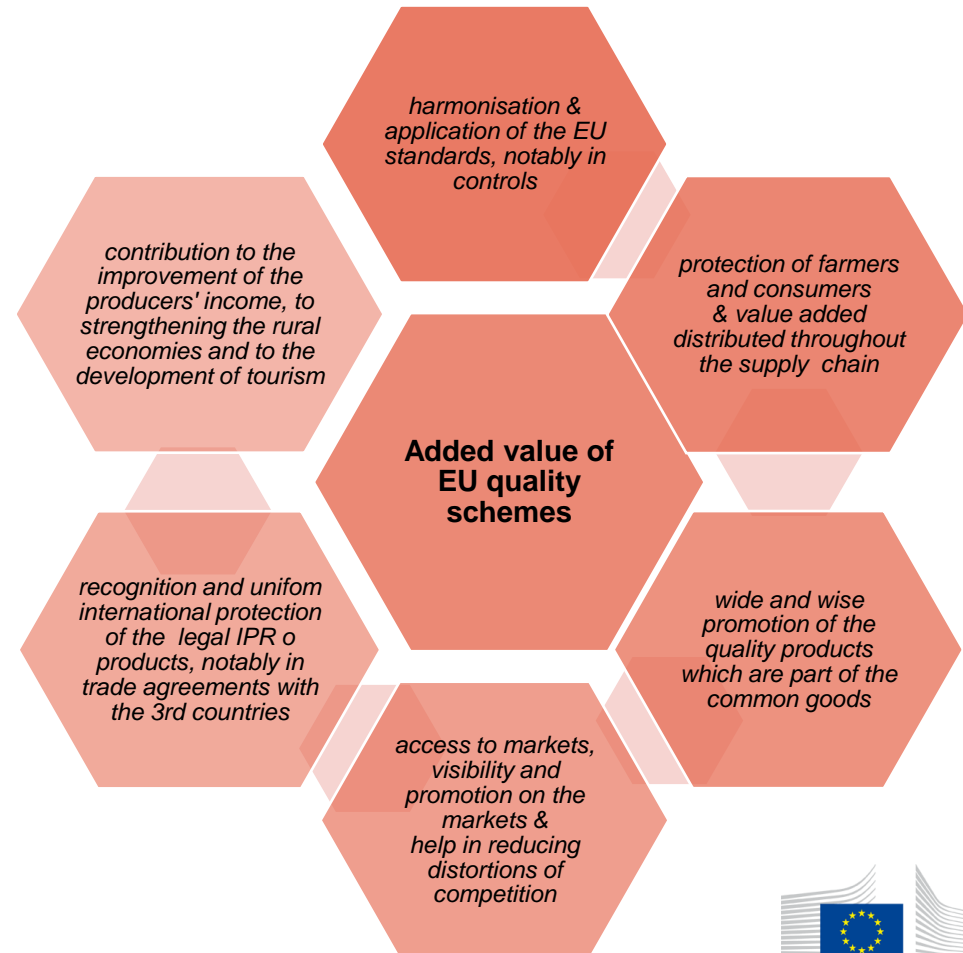 harmonisation &
application of the EU
standards, notably in
controls
protection of farmers
and consumers
& value added
distributed throughout
the supply chain
wide and wise
promotion of the
quality products
which are part of the
common goods
access to markets,
visibility and
promotion on the
markets &
help in reducing
distortions of
competition
recognition and unifom
international protection
of the legal IPR o
products, notably in
trade agreements with
the 3rd countries
contribution to the
improvement of the
producers' income, to
strengthening the rural
economies and to the
development of tourism
Added value of
EU quality
schemes